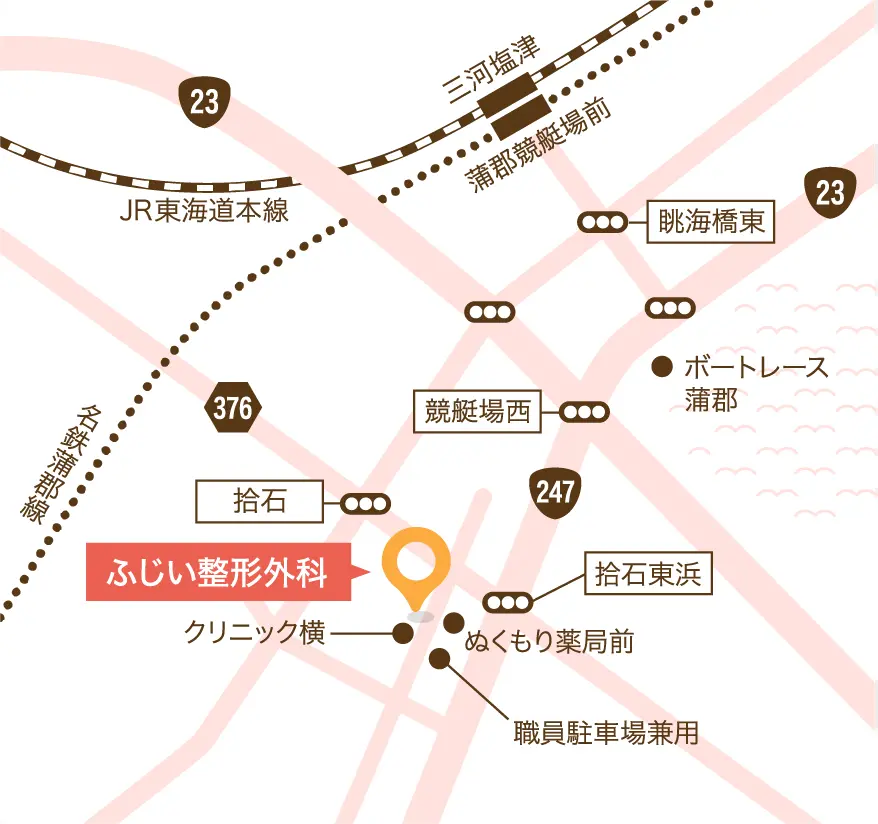 三河塩津
23
蒲郡競艇場前
23
JR東海道本線
眺海橋東
ボートレース
蒲郡
376
競艇場西
名鉄蒲郡線
拾石
247
ふじい整形外科
拾石東浜
クリニック横
ぬくもり薬局前
職員駐車場兼用